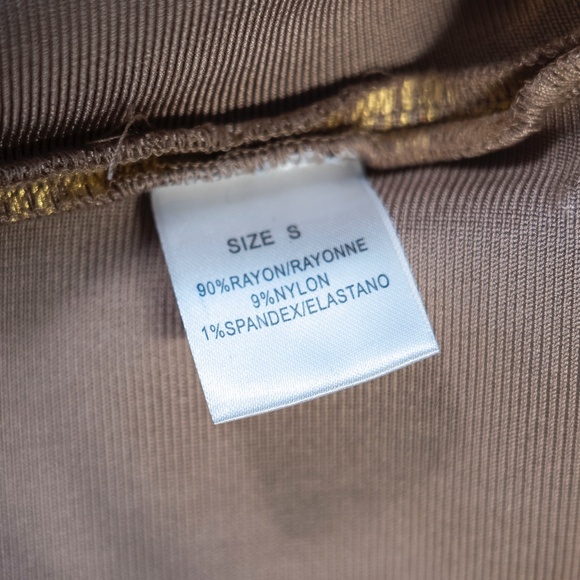 SIZE S
90%RAYON/RAYONNE
9%NYLON
1%SPANDEX/ELASTANO